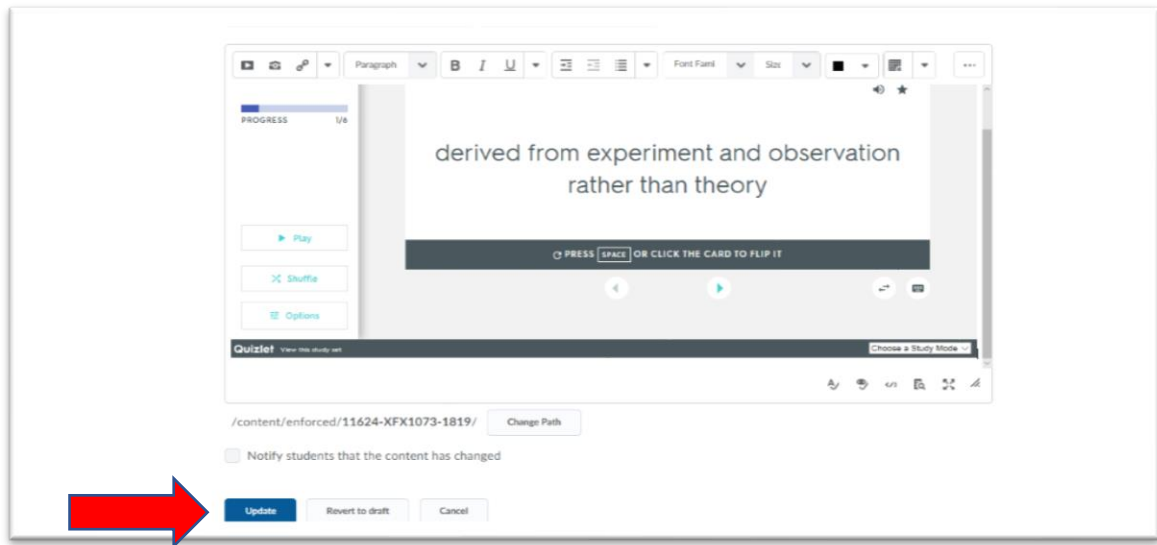 Paragraph B I U Font Famil Size
PROGRESS 1/6
derived from experiment and observation
rather than theory
Play
PRESS SPACE OR CLICK THE CARD TO FLIP IT
Shuffle
Options
Quizlet View this study set Choose a Study Mode
/content/enforced/11624-XFX1073-1819/ Change Path
Notify students that the content has changed
Update Revert to draft Cancel